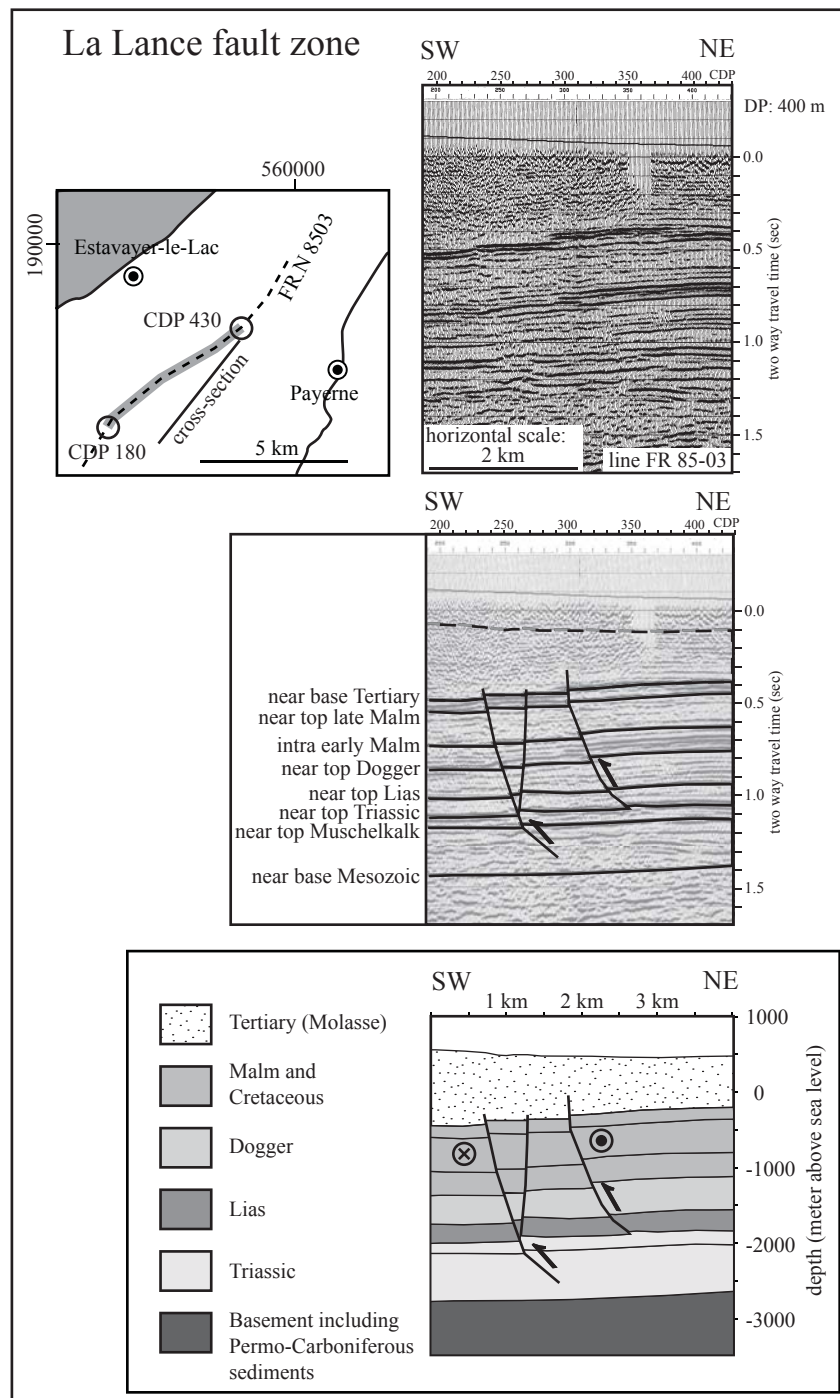 La Lance fault zone
SW NE
200 300 400 CDP
200 250 300 350 400
DP: 400 m
0.0
0.5
1.0
1.5
two way travel time (sec)
horizontal scale:
2 km
line FR 85-03
560000
190000
Estavayer-le-Lac
FR.N 8503
CDP 430
cross-section
Payerne
CDP 180
5 km
SW NE
200 260 300 350 400 CDP
0.0
0.5
1.0
1.5
two way travel time (sec)
near base Tertiary
near top late Malm
intra early Malm
near top Dogger
near top Lias
near top Triassic
near top Muschelkalk
near base Mesozoic
SW NE
1 km 2 km 3 km
1000
0
-1000
-2000
-3000
depth (meter above sea level)
Tertiary (Molasse)
Malm and
Cretaceous
Dogger
Lias
Triassic
Basement including
Permo-Carboniferous
sediments